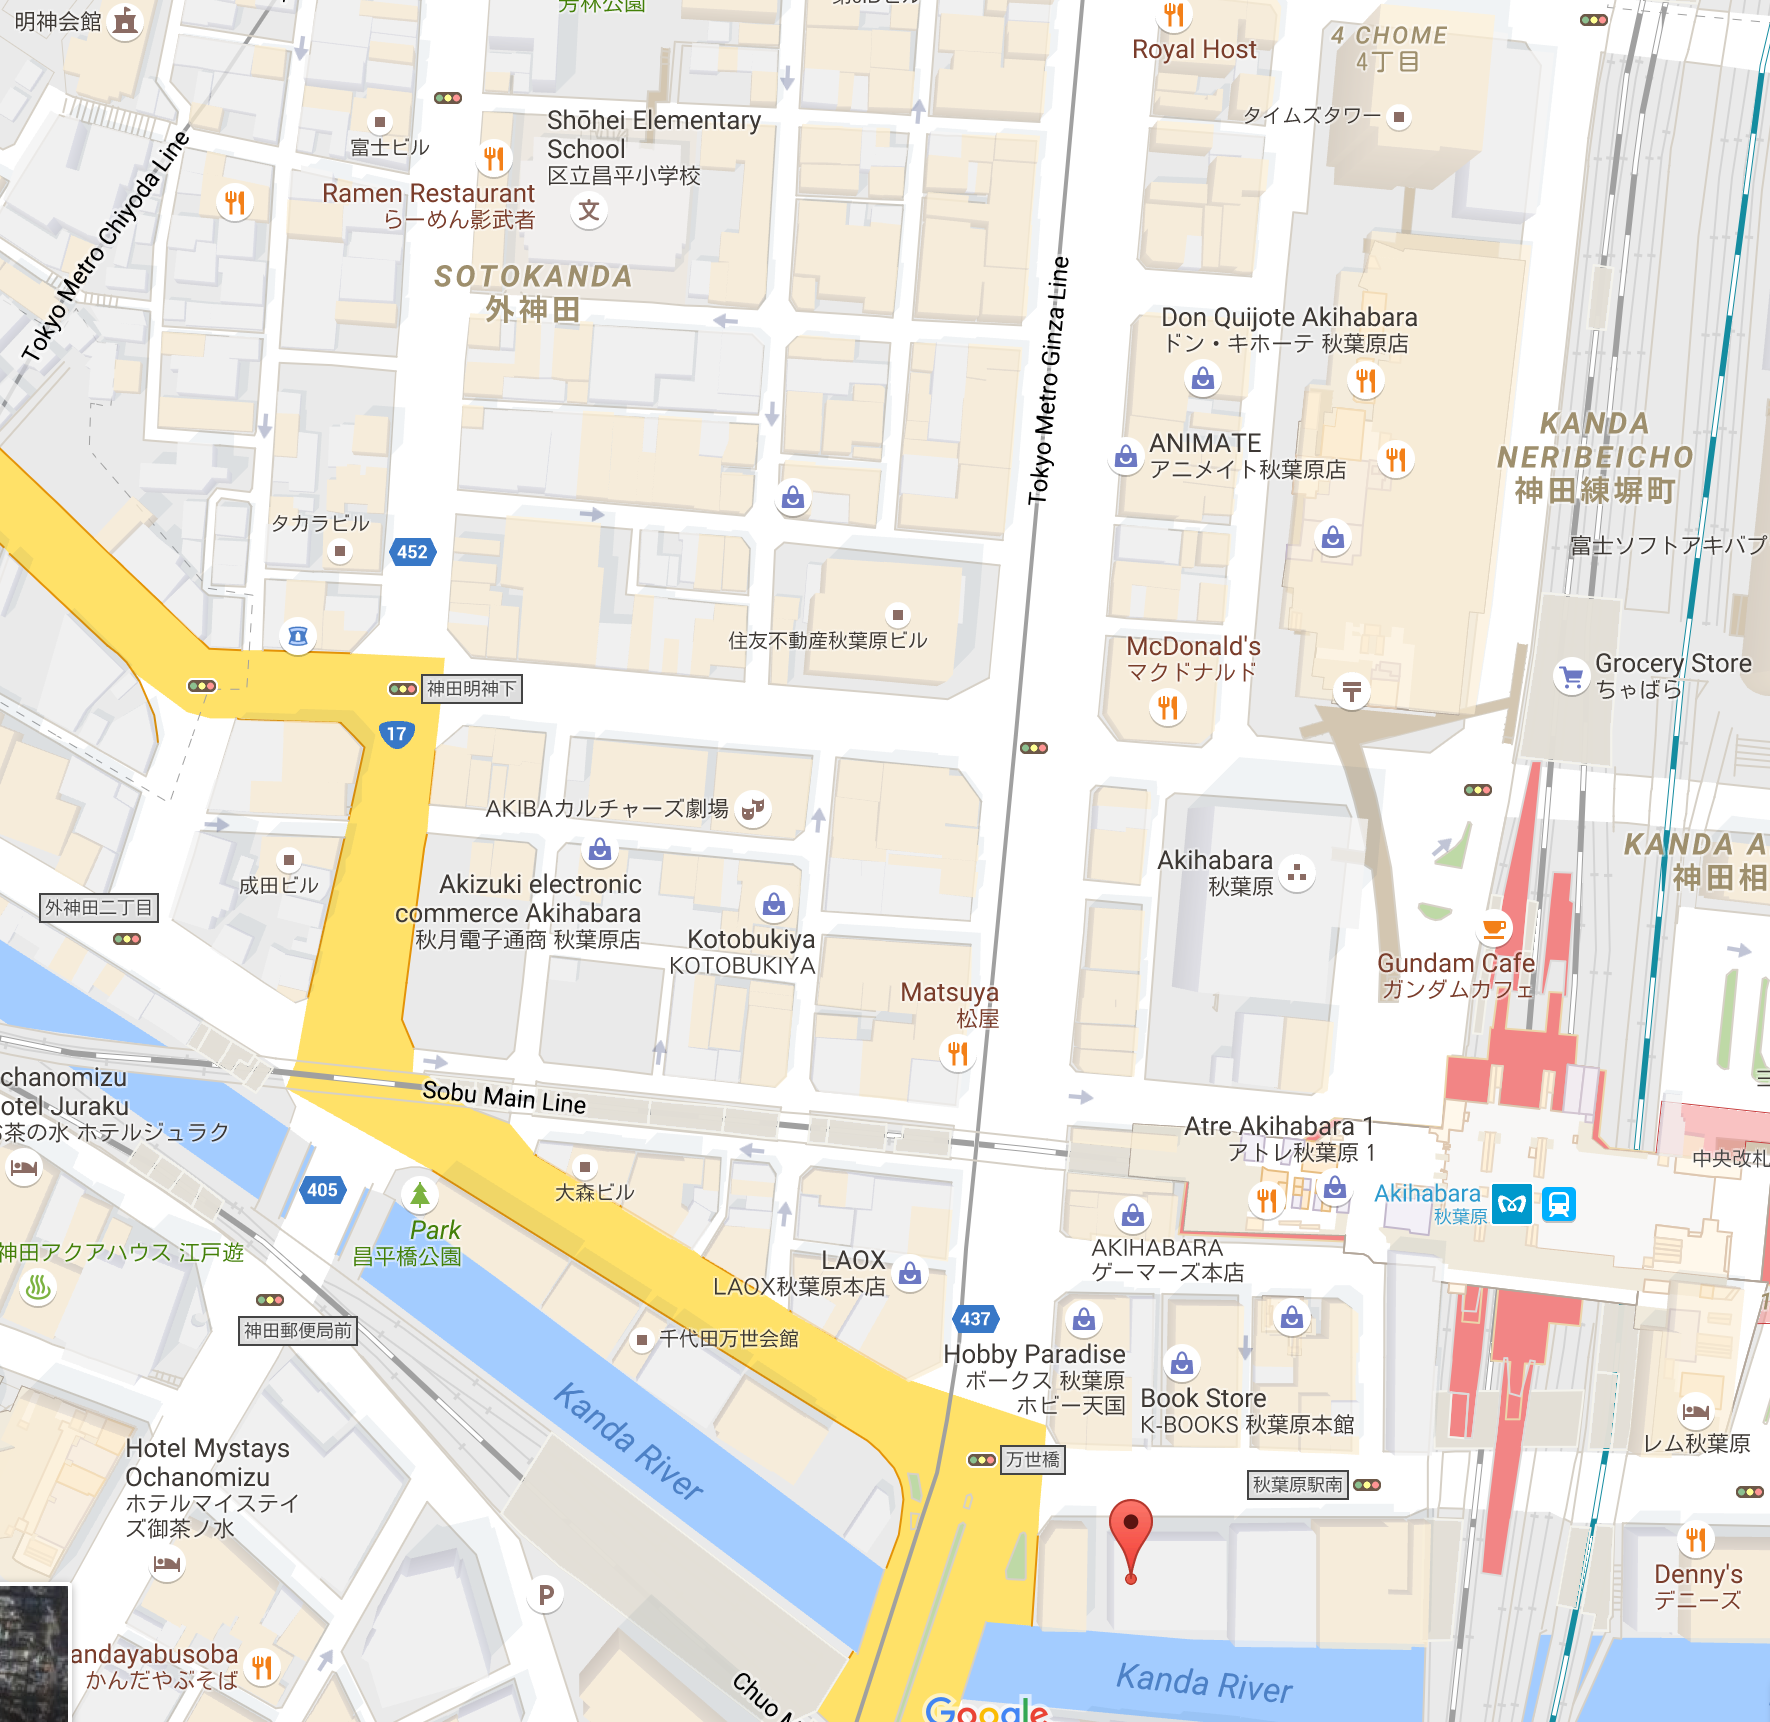 明神会館
芳林公園
Royal Host
4 CHOME
4丁目
タイムズタワー
富士ビル
Shōhei Elementary
School
区立昌平小学校
Ramen Restaurant
らーめん影武者
Tokyo Metro Chiyoda Line
SOTOKANDA
外神田
Tokyo Metro Ginza Line
Don Quijote Akihabara
ドン・キホーテ 秋葉原店
ANIMATE
アニメイト秋葉原店
KANDA
NERIBEICHO
神田練塀町
富士ソフトアキバプ
タカラビル
452
住友不動産秋葉原ビル
McDonald's
マクドナルド
Grocery Store
ちゃばら
神田明神下
17
AKIBAカルチャーズ劇場
Akizuki electronic
commerce Akihabara
秋月電子通商 秋葉原店
成田ビル
外神田二丁目
Kotobukiya
KOTOBUKIYA
Akihabara
秋葉原
KANDA A
神田相
Gundam Cafe
ガンダムカフェ
Matsuya
松屋
Sobu Main Line
chanomizu
otel Juraku
お茶の水 ホテルジュラク
405
大森ビル
Park
昌平橋公園
神田アクアハウス 江戸遊
神田郵便局前
Atre Akihabara 1
アトレ秋葉原 1
中央改札
Akihabara
秋葉原
AKIHABARA
ゲーマーズ本店
LAOX
LAOX秋葉原本店
437
千代田万世会館
Hobby Paradise
ボークス 秋葉原
ホビー天国
Book Store
K-BOOKS 秋葉原本館
Kanda River
万世橋
秋葉原駅南
レム秋葉原
Hotel Mystays
Ochanomizu
ホテルマイステイ
ズ御茶ノ水
P
Denny's
デニーズ
andayabusoba
かんだやぶそば
Chuo M
Kanda River
Google